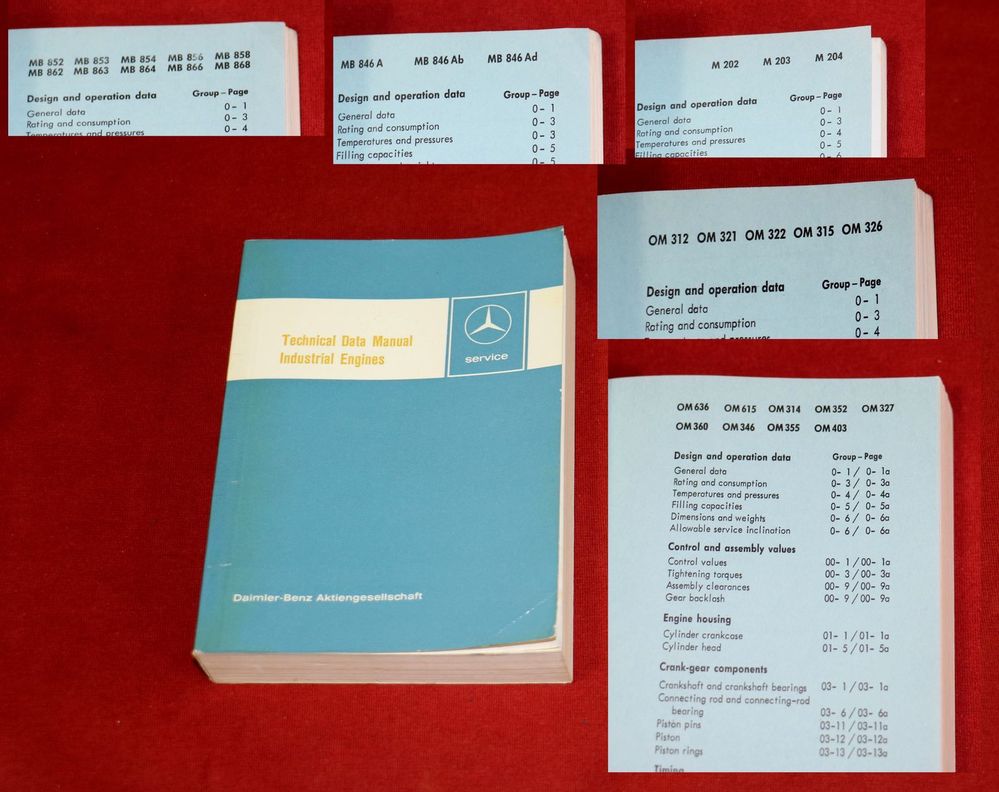 MB 852 MB 853 MB 854 MB 856 MB 858
MB 862 MB 863 MB 864 MB 866 MB 868
Design and operation data Group – Page
General data 0- 1
Rating and consumption 0- 3
Temperatures and pressures 0- 4
MB 846 A MB 846 Ab MB 846 Ad
Design and operation data Group – Page
General data 0- 1
Rating and consumption 0- 3
Temperatures and pressures 0- 3
Filling capacities 0- 5
0- 5
M 202 M 203 M 204
Design and operation data Group – Page
General data 0- 1
Rating and consumption 0- 3
Temperatures and pressures 0- 4
Filling capacities 0- 5
0- 6
OM 312 OM 321 OM 322 OM 315 OM 326
Design and operation data Group – Page
General data 0- 1
Rating and consumption 0- 3
0- 4
Technical Data Manual
Industrial Engines
service
Daimler-Benz Aktiengesellschaft
OM 636 OM 615 OM 314 OM 352 OM 327
OM 360 OM 346 OM 355 OM 403
Design and operation data Group – Page
General data 0- 1 / 0- 1a
Rating and consumption 0- 3 / 0- 3a
Temperatures and pressures 0- 4 / 0- 4a
Filling capacities 0- 5 / 0- 5a
Dimensions and weights 0- 6 / 0- 6a
Allowable service inclination 0- 6 / 0- 6a
Control and assembly values
Control values 00- 1 / 00- 1a
Tightening torques 00- 3 / 00- 3a
Assembly clearances 00- 9 / 00- 9a
Gear backlash 00- 9 / 00- 9a
Engine housing
Cylinder crankcase 01- 1 / 01- 1a
Cylinder head 01- 5 / 01- 5a
Crank-gear components
Crankshaft and crankshaft bearings 03- 1 / 03- 1a
Connecting rod and connecting-rod
bearing 03- 6 / 03- 6a
Piston pins 03-11 / 03-11a
Piston 03-12 / 03-12a
Piston rings 03-13 / 03-13a
Timing